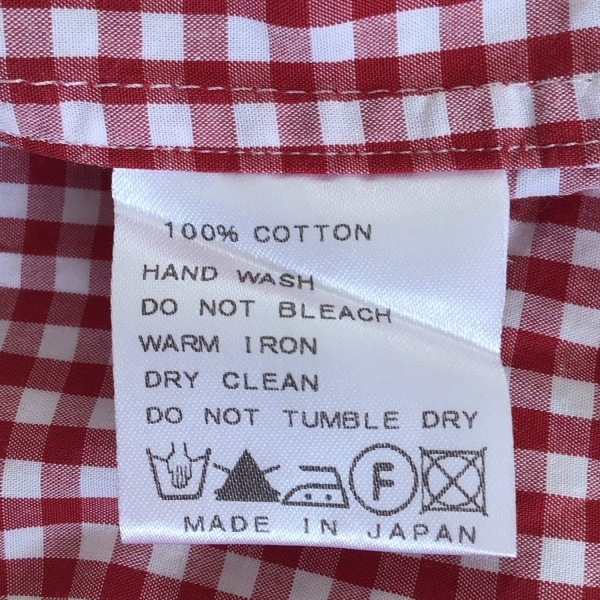 100% COTTON
HAND WASH
DO NOT BLEACH
WARM IRON
DRY CLEAN
DO NOT TUMBLE DRY
F
MADE IN JAPAN